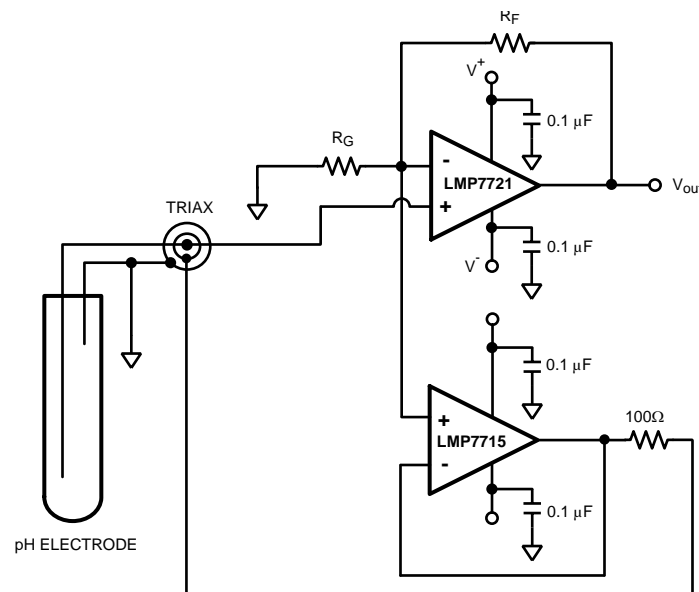 RF
V+
0.1 µF
RG
-
LMP7721
+
Vout
TRIAX
0.1 µF
V-
0.1 µF
+
LMP7715
-
100Ω
0.1 µF
pH ELECTRODE